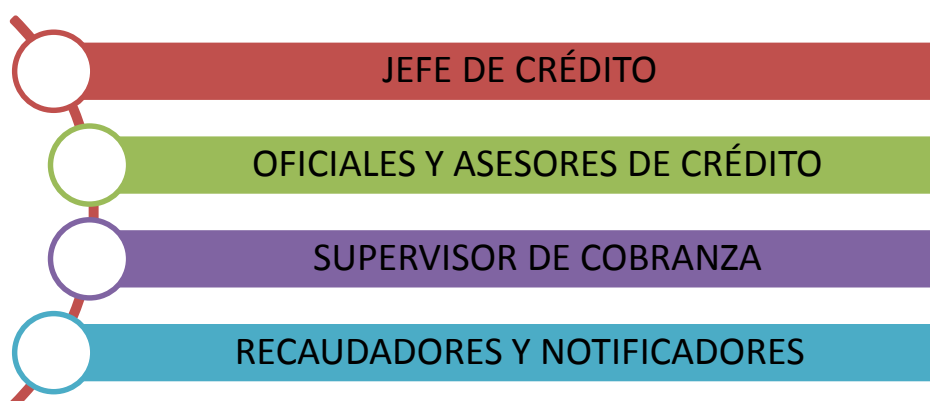 JEFE DE CRÉDITO
OFICIALES Y ASESORES DE CRÉDITO
SUPERVISOR DE COBRANZA
RECAUDADORES Y NOTIFICADORES